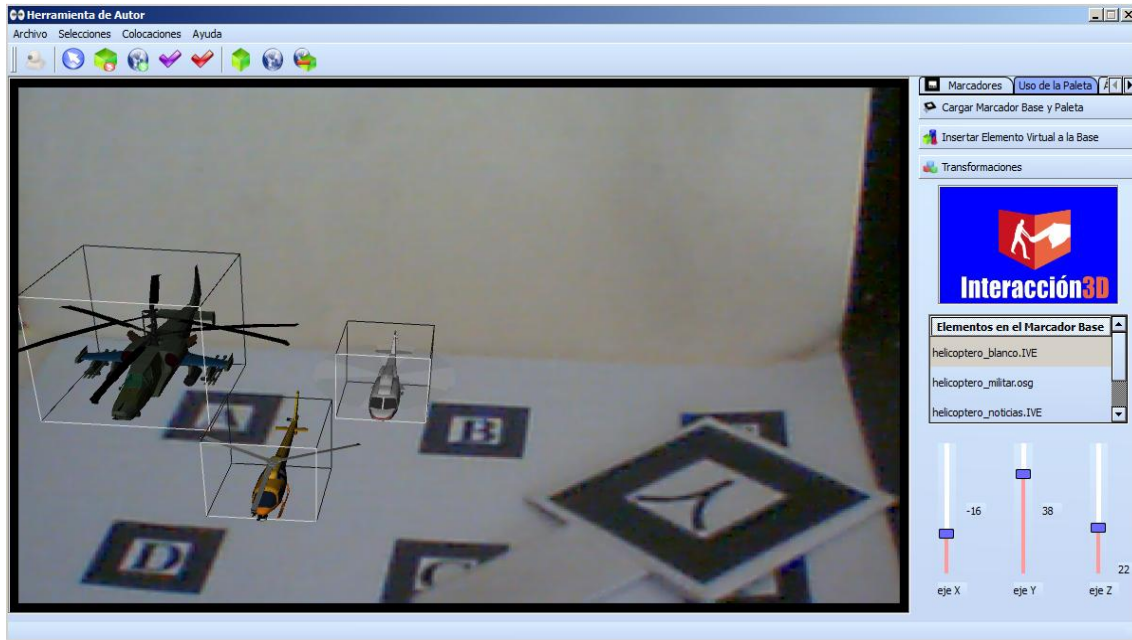 Herramienta de Autor
Archivo Selecciones Colocaciones Ayuda
Marcadores Uso de la Paleta
Cargar Marcador Base y Paleta
Insertar Elemento Virtual a la Base
Transformaciones
Interacción3D
Elementos en el Marcador Base
helicoptero_blanco.IVE
helicoptero_militar.osg
helicoptero_noticias.IVE
A
B
D
C
-16 38 22
eje X eje Y eje Z